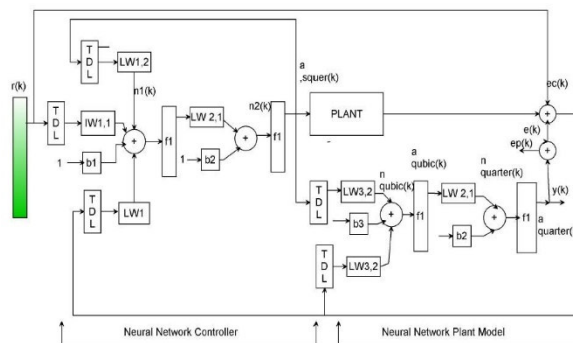 r(k)
T
D
L
LW1,2
n1(k)
T
D
L
IW1,1
+
1
b1
f1
LW 2,1
+
1
b2
n2(k)
f1
a
,squer(k)
PLANT
ec(k)
+
e(k)
ep(k)
+
T
D
L
LW1
T
D
L
LW3,2
n
qubic(k)
+
b3
a
qubic(k)
f1
LW 2,1
n
quarter(k)
+
b2
f1
y(k)
a
quarter(
T
D
L
LW3,2
Neural Network Controller
Neural Network Plant Model